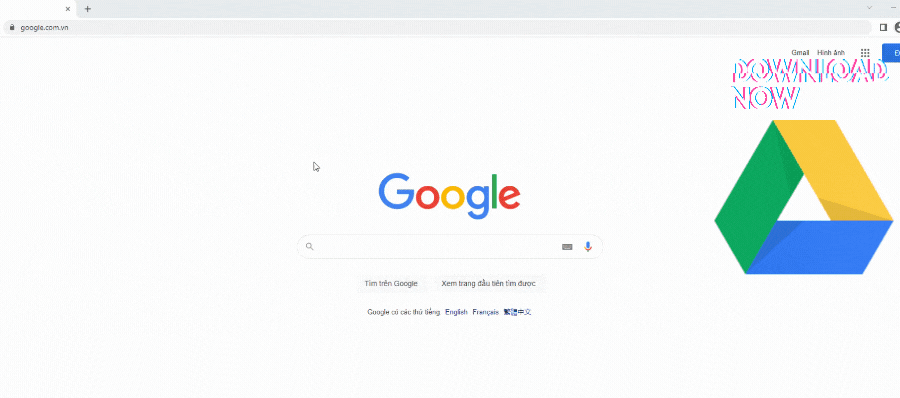 google.com.vn
Gmail Hình ảnh
DOWNLOAD
NOW
Google
Tìm trên Google Xem trang đầu tiên tìm được
Google có các thứ tiếng: English Français 繁體中文